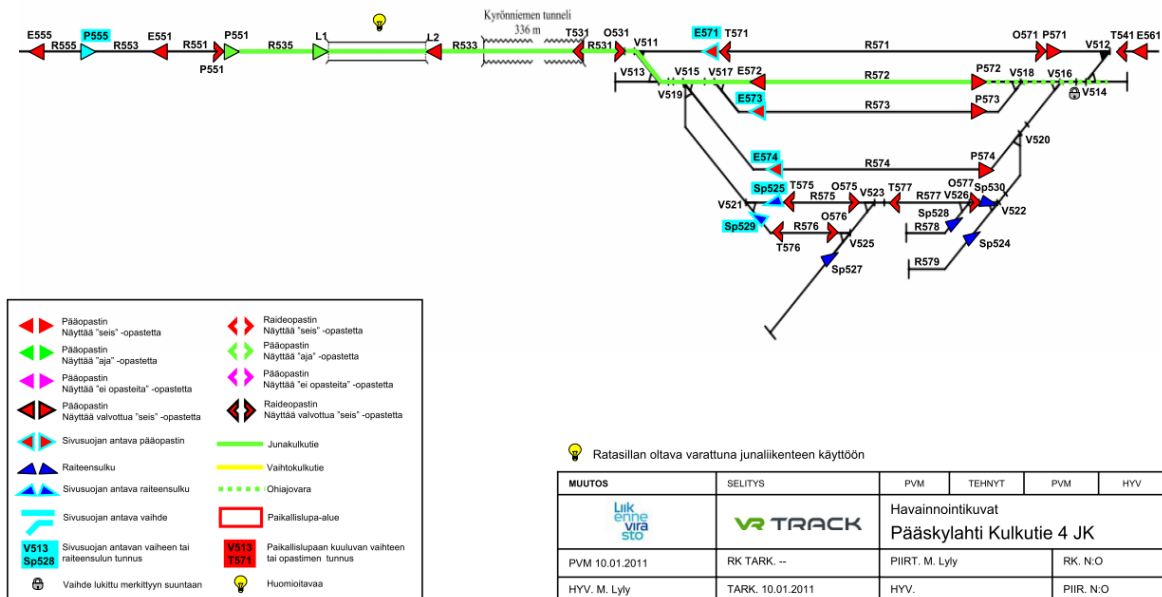 Kyrönniemen tunneli
336 m
E555
P555
E551
P551
L1
L2
T531
O531
E571
T571
O571
P571
T541
E561
R555
R553
R551
R535
R533
R531
V511
R571
V512
P551
V513
V515
V517
E572
R572
P572
V518
V516
V519
V514
E573
R573
P573
V520
E574
R574
P574
Sp525
T575
O575
T577
O577
Sp530
R575
V523
R577
V526
V521
V522
Sp529
O576
Sp528
R576
R578
V525
Sp524
T576
Sp527
R579
Pääopastin
Näyttää "seis" -opastetta
Raideopastin
Näyttää "seis" -opastetta
Pääopastin
Näyttää "aja" -opastetta
Pääopastin
Näyttää "aja" -opastetta
Pääopastin
Näyttää "ei opasteita" -opastetta
Pääopastin
Näyttää "ei opasteita" -opastetta
Pääopastin
Näyttää valvottua "seis" -opastetta
Raideopastin
Näyttää valvottua "seis" -opastetta
Sivusuojan antava pääopastin
Junakulkutie
Raiteensulku
Vaihtokulkutie
Sivusuojan antava raiteensulku
Ohiajovara
Sivusuojan antava vaihde
Paikallislupa-alue
V513
Sp528
Sivusuojan antavan vaiheen tai
raiteensulun tunnus
V513
T571
Paikallislupaan kuuluvan vaihteen
tai opastimen tunnus
Vaihde lukittu merkittyyn suuntaan
Huomioitavaa
Ratasillan oltava varattuna junaliikenteen käyttöön
MUUTOS
SELITYS
PVM
TEHNYT
PVM
HYV
Liik
enne
vira
sto
VR TRACK
Havainnointikuvat
Pääskylahti Kulkutie 4 JK
PVM 10.01.2011
RK TARK. --
PIIRT. M. Lyly
RK. N:O
HYV. M. Lyly
TARK. 10.01.2011
HYV.
PIIR. N:O